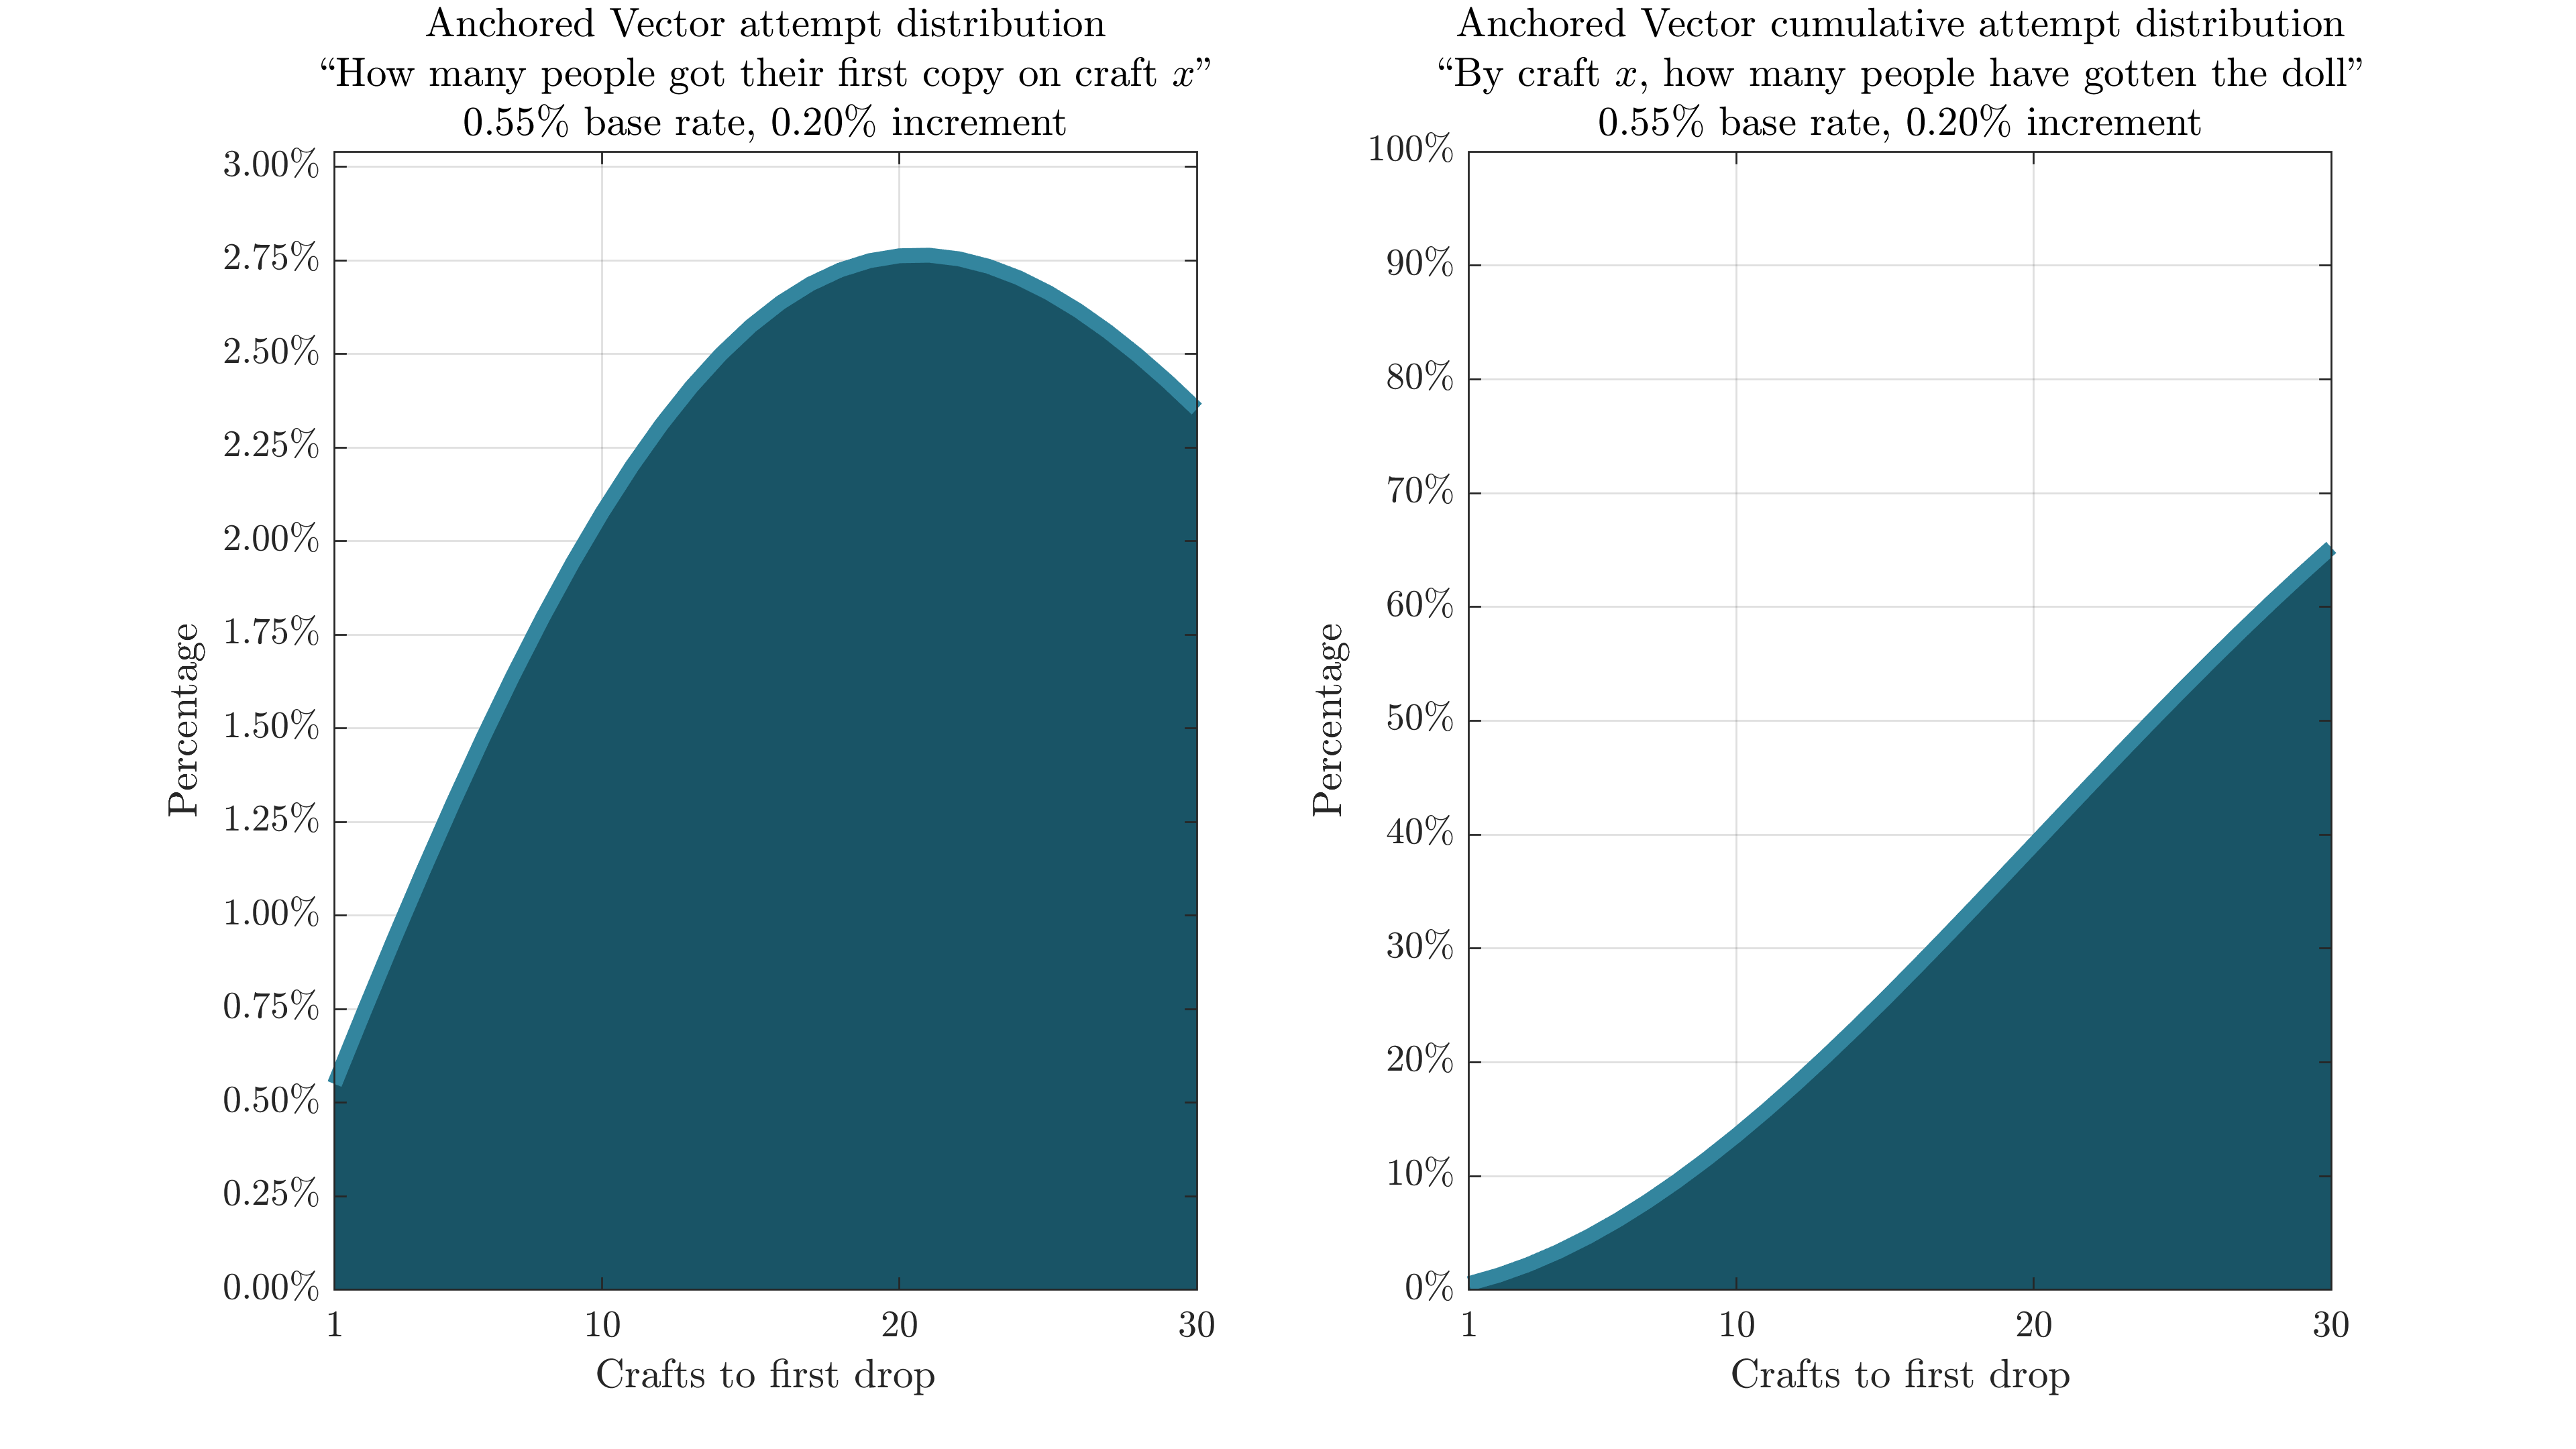 Anchored Vector attempt distribution
“How many people got their first copy on craft x”
0.55% base rate, 0.20% increment
3.00%
2.75%
2.50%
2.25%
2.00%
1.75%
1.50%
1.25%
1.00%
0.75%
0.50%
0.25%
0.00%
Percentage
1 10 20 30
Crafts to first drop
Anchored Vector cumulative attempt distribution
“By craft x, how many people have gotten the doll”
0.55% base rate, 0.20% increment
100%
90%
80%
70%
60%
50%
40%
30%
20%
10%
0%
Percentage
1 10 20 30
Crafts to first drop